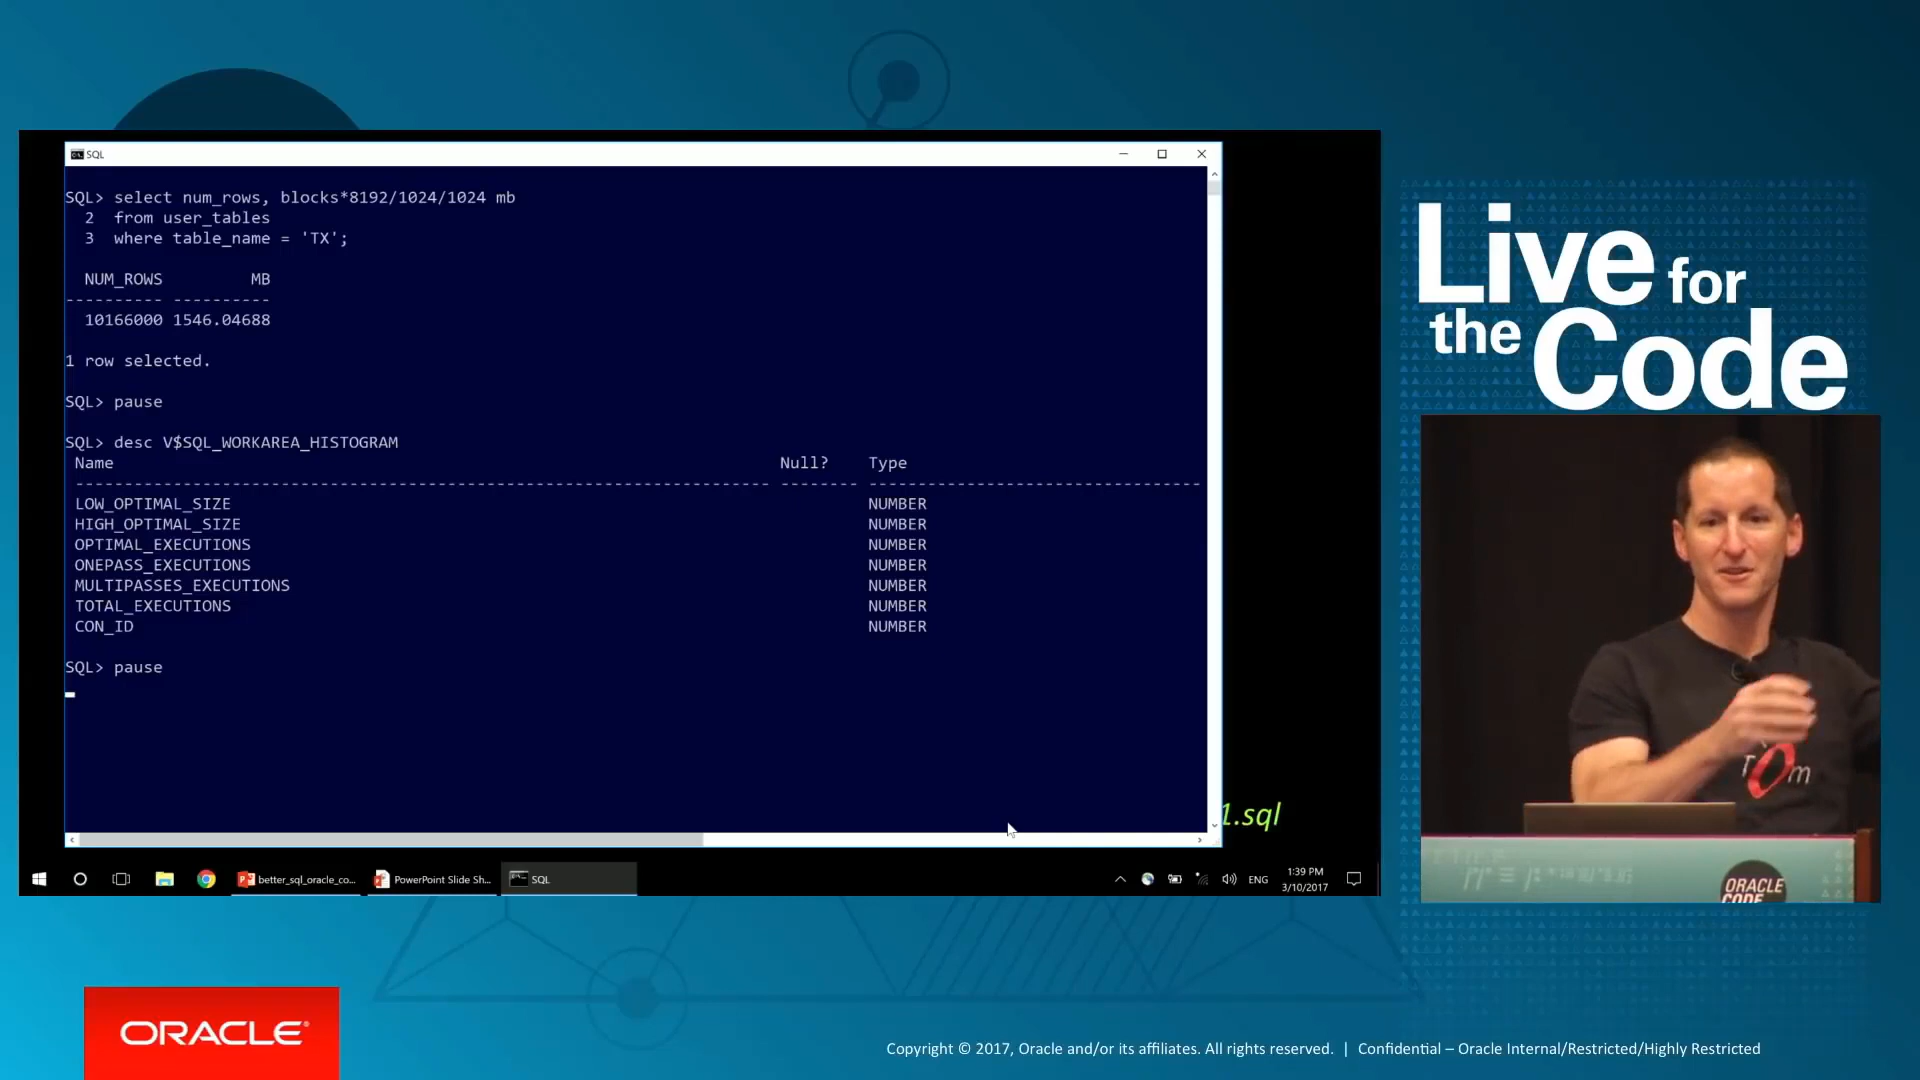 SQL
SQL> select num_rows, blocks*8192/1024/1024 mb
2 from user_tables
3 where table_name = 'TX';
NUM_ROWS MB
---------- ----------
10166000 1546.04688
1 row selected.
SQL> pause
SQL> desc V$SQL_WORKAREA_HISTOGRAM
Name Null? Type
LOW_OPTIMAL_SIZE NUMBER
HIGH_OPTIMAL_SIZE NUMBER
OPTIMAL_EXECUTIONS NUMBER
ONEPASS_EXECUTIONS NUMBER
MULTIPASSES_EXECUTIONS NUMBER
TOTAL_EXECUTIONS NUMBER
CON_ID NUMBER
SQL> pause
1.sql
better_sql_oracle_co...
PowerPoint Slide Sh...
SQL
ENG
1:39 PM
3/10/2017
Live for
the Code
TOm
ORACLE
CODE
ORACLE®
Copyright © 2017, Oracle and/or its affiliates. All rights reserved. | Confidential – Oracle Internal/Restricted/Highly Restricted